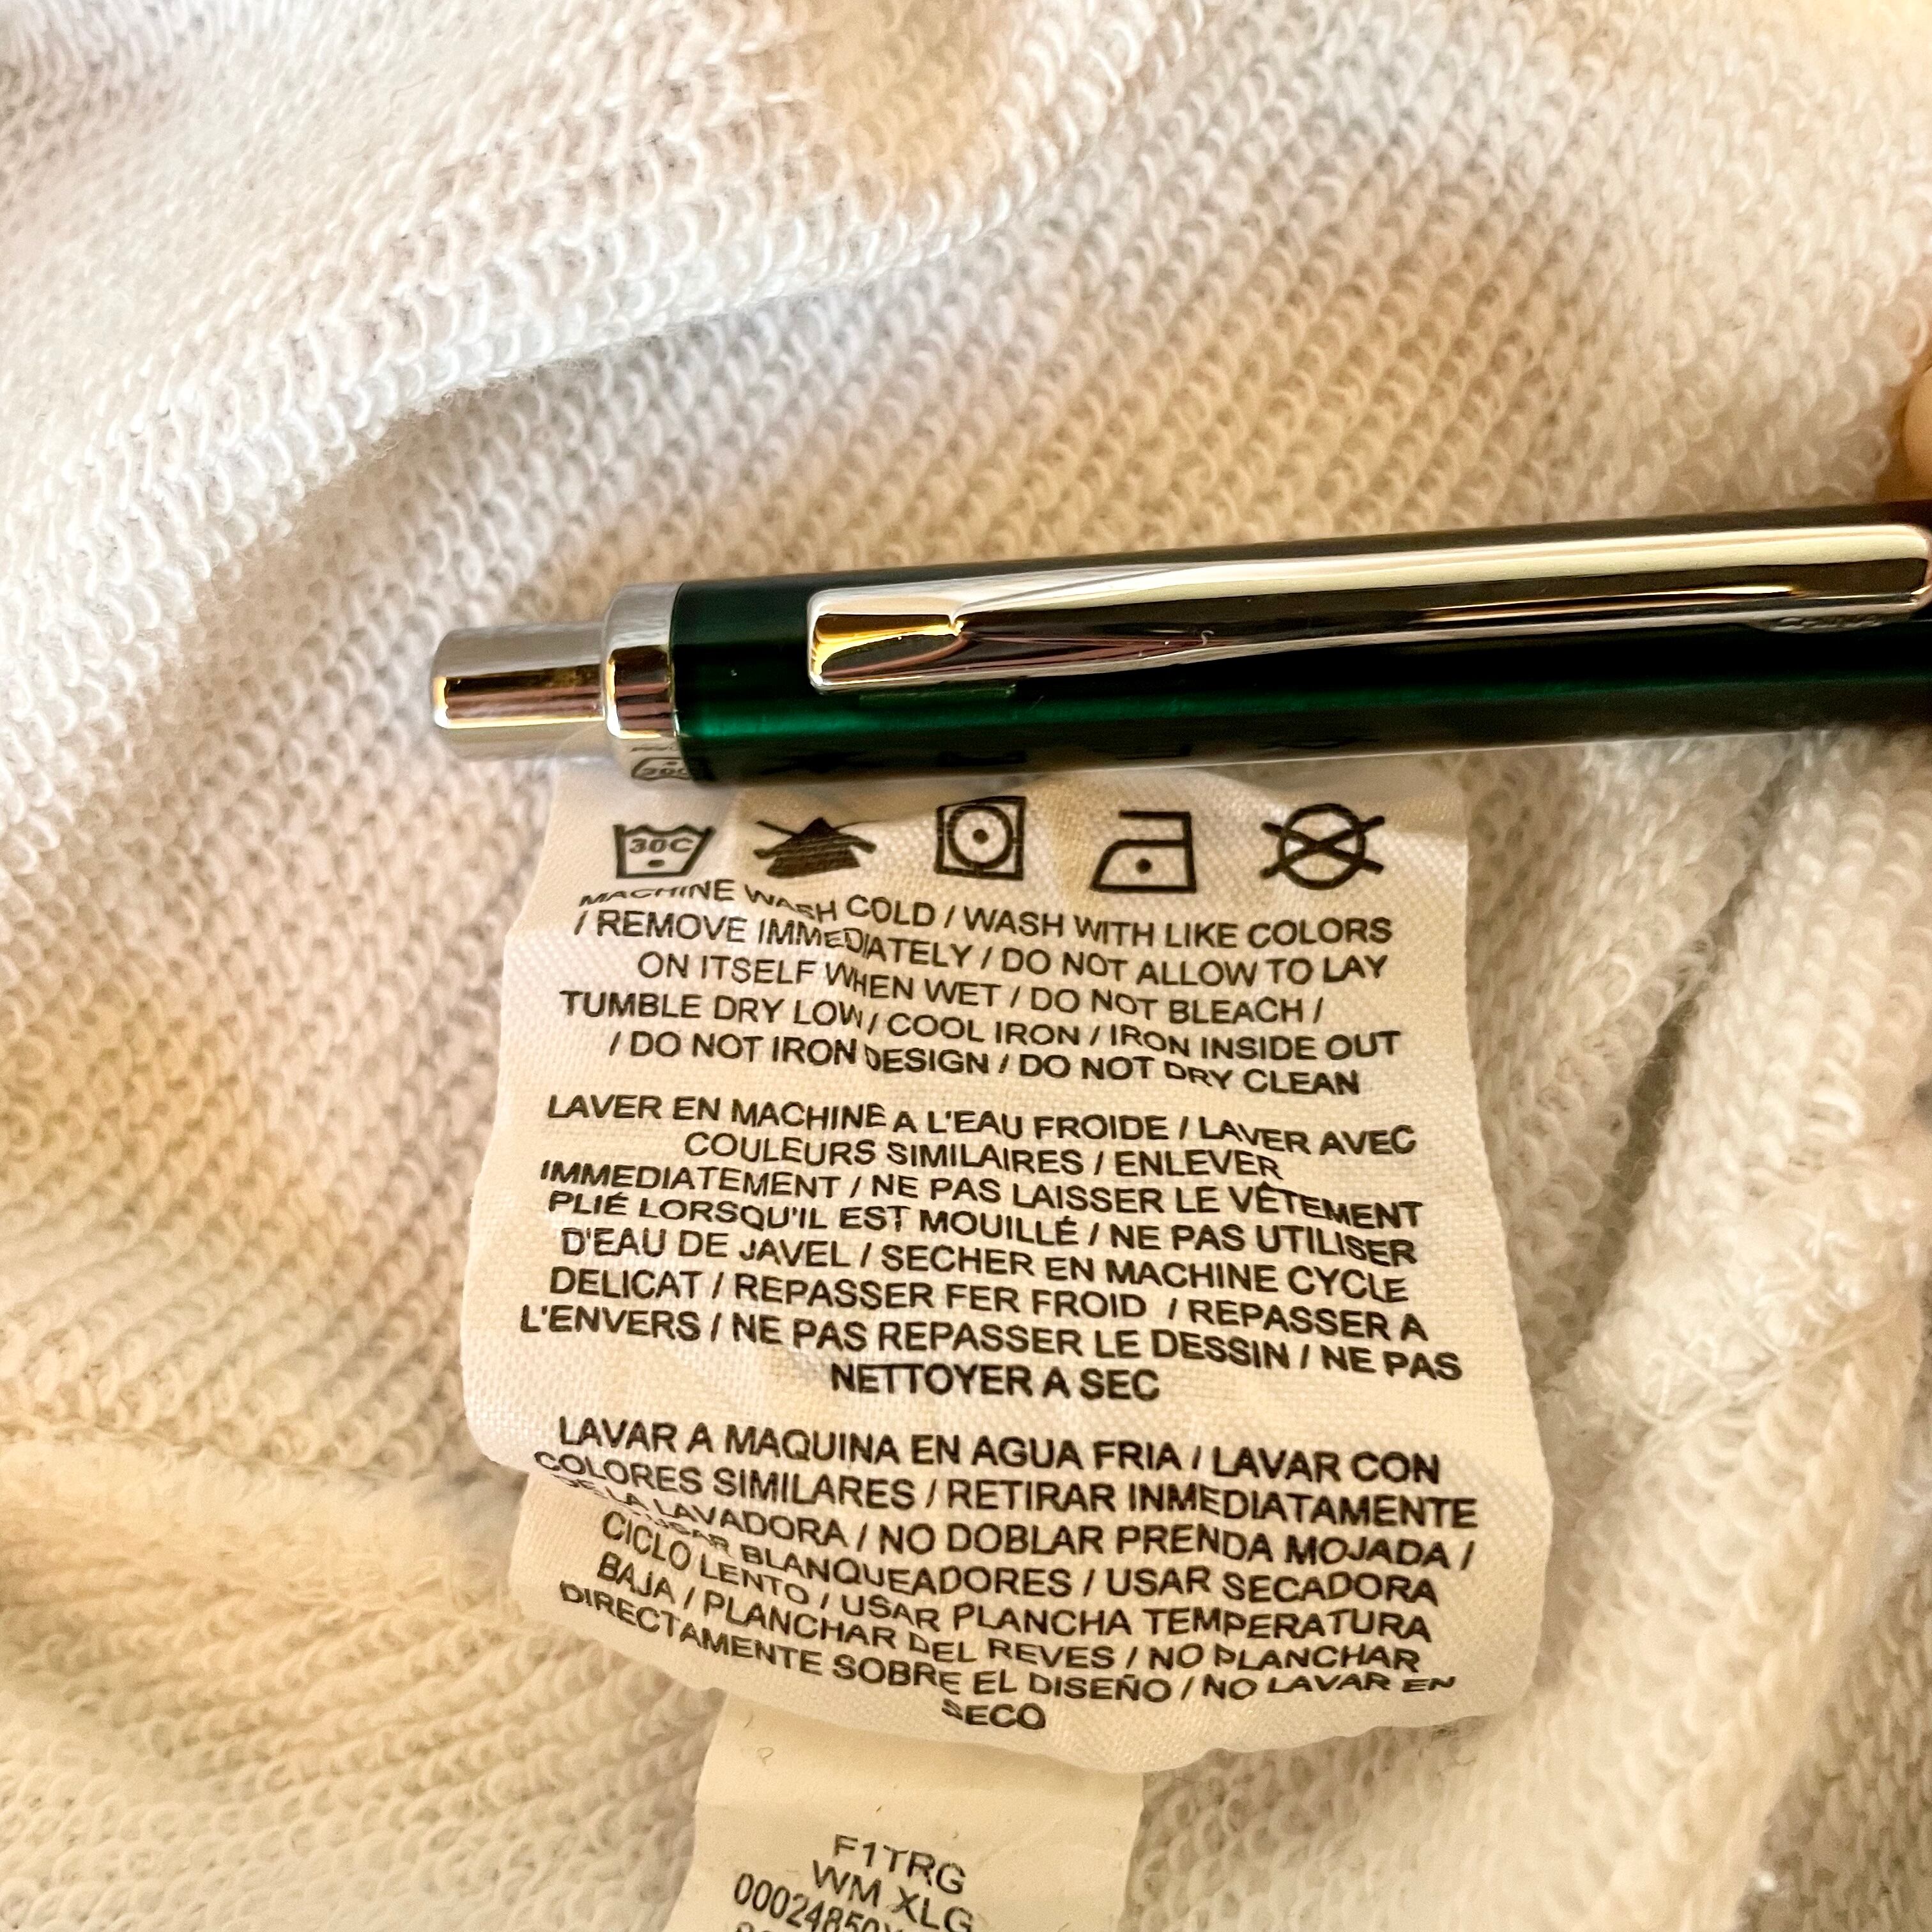 30C
MACHINE WASH COLD / WASH WITH LIKE COLORS
/ REMOVE IMMEDIATELY / DO NOT ALLOW TO LAY
ON ITSELF WHEN WET / DO NOT BLEACH /
TUMBLE DRY LOW / COOL IRON / IRON INSIDE OUT
/ DO NOT IRON DESIGN / DO NOT DRY CLEAN
LAVER EN MACHINE A L'EAU FROIDE / LAVER AVEC
COULEURS SIMILAIRES / ENLEVER
IMMEDIATEMENT / NE PAS LAISSER LE VÊTEMENT
PLIÉ LORSQU'IL EST MOUILLÉ / NE PAS UTILISER
D'EAU DE JAVEL / SECHER EN MACHINE CYCLE
DELICAT / REPASSER FER FROID / REPASSER A
L'ENVERS / NE PAS REPASSER LE DESSIN / NE PAS
NETTOYER A SEC
LAVAR A MAQUINA EN AGUA FRIA / LAVAR CON
COLORES SIMILARES / RETIRAR INMEDIATAMENTE
DE LA LAVADORA / NO DOBLAR PRENDA MOJADA /
USAR BLANQUEADORES / USAR SECADORA
CICLO LENTO / USAR PLANCHA TEMPERATURA
BAJA / PLANCHAR DEL REVES / NO PLANCHAR
DIRECTAMENTE SOBRE EL DISEÑO / NO LAVAR EN
SECO
F1TRG
WM XLG